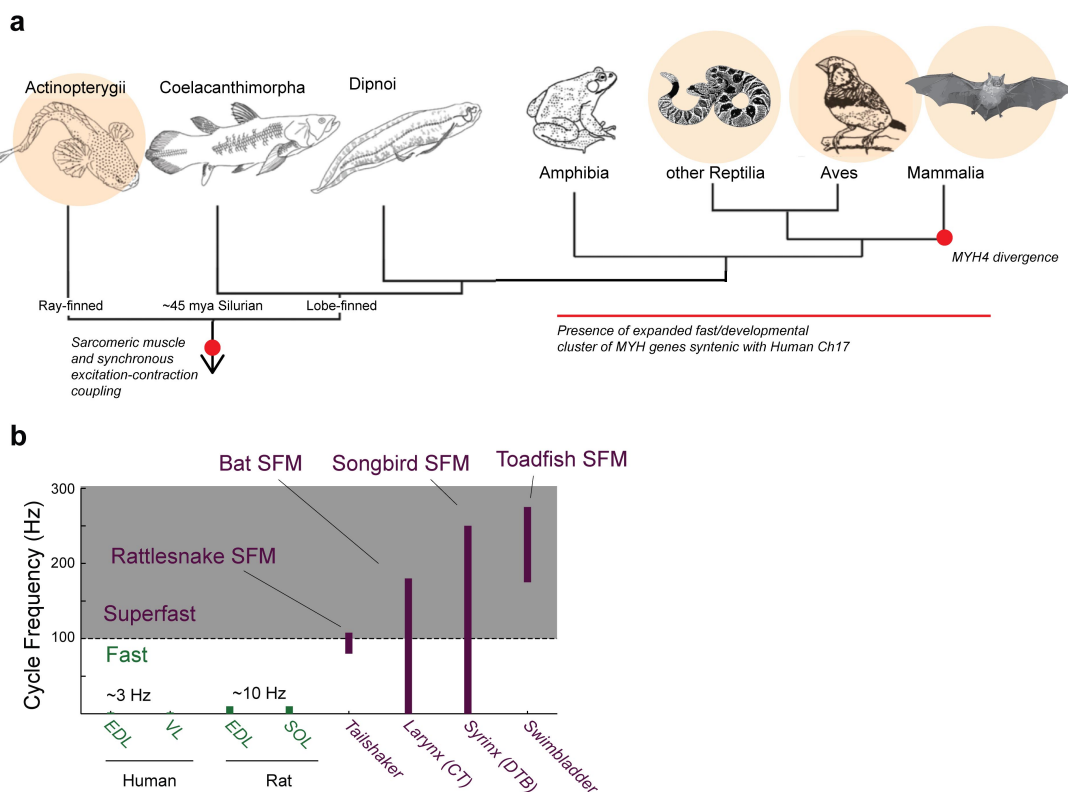 a
Actinopterygii
Coelacanthimorpha
Dipnoi
Amphibia
other Reptilia
Aves
Mammalia
MYH4 divergence
Ray-finned
~45 mya Silurian
Lobe-finned
Sarcomeric muscle
and synchronous
excitation-contraction
coupling
Presence of expanded fast/developmental
cluster of MYH genes syntenic with Human Ch17
b
Bat SFM
Songbird SFM
Toadfish SFM
Rattlesnake SFM
Superfast
Fast
Cycle Frequency (Hz)
300
200
100
~3 Hz
~10 Hz
EDL
VL
EDL
SOL
Tailshaker
Larynx (CT)
Syrinx (DTB)
Swimbladder
Human
Rat